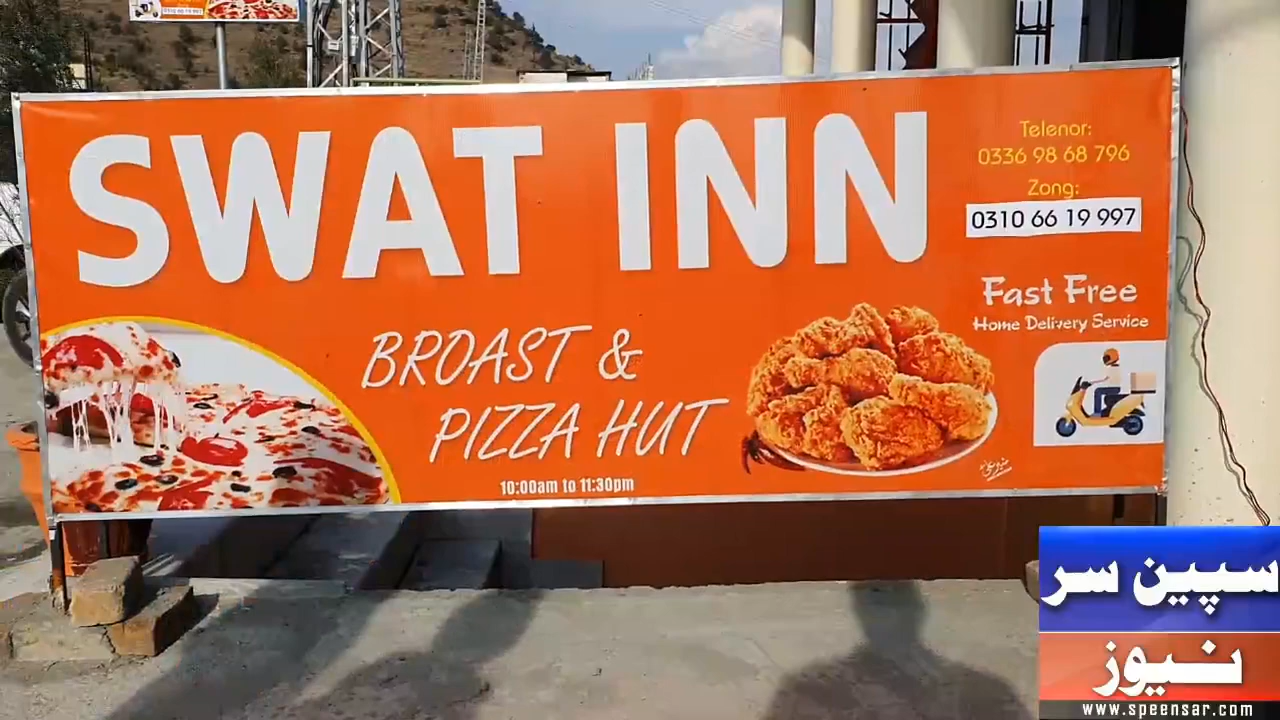 SWAT INN
Telenor:
0336 98 68 796
Zong:
0310 66 19 997
Fast Free
Home Delivery Service
BROAST &
PIZZA HUT
10:00am to 11:30pm
سپین سر
نیوز
www.speensar.com